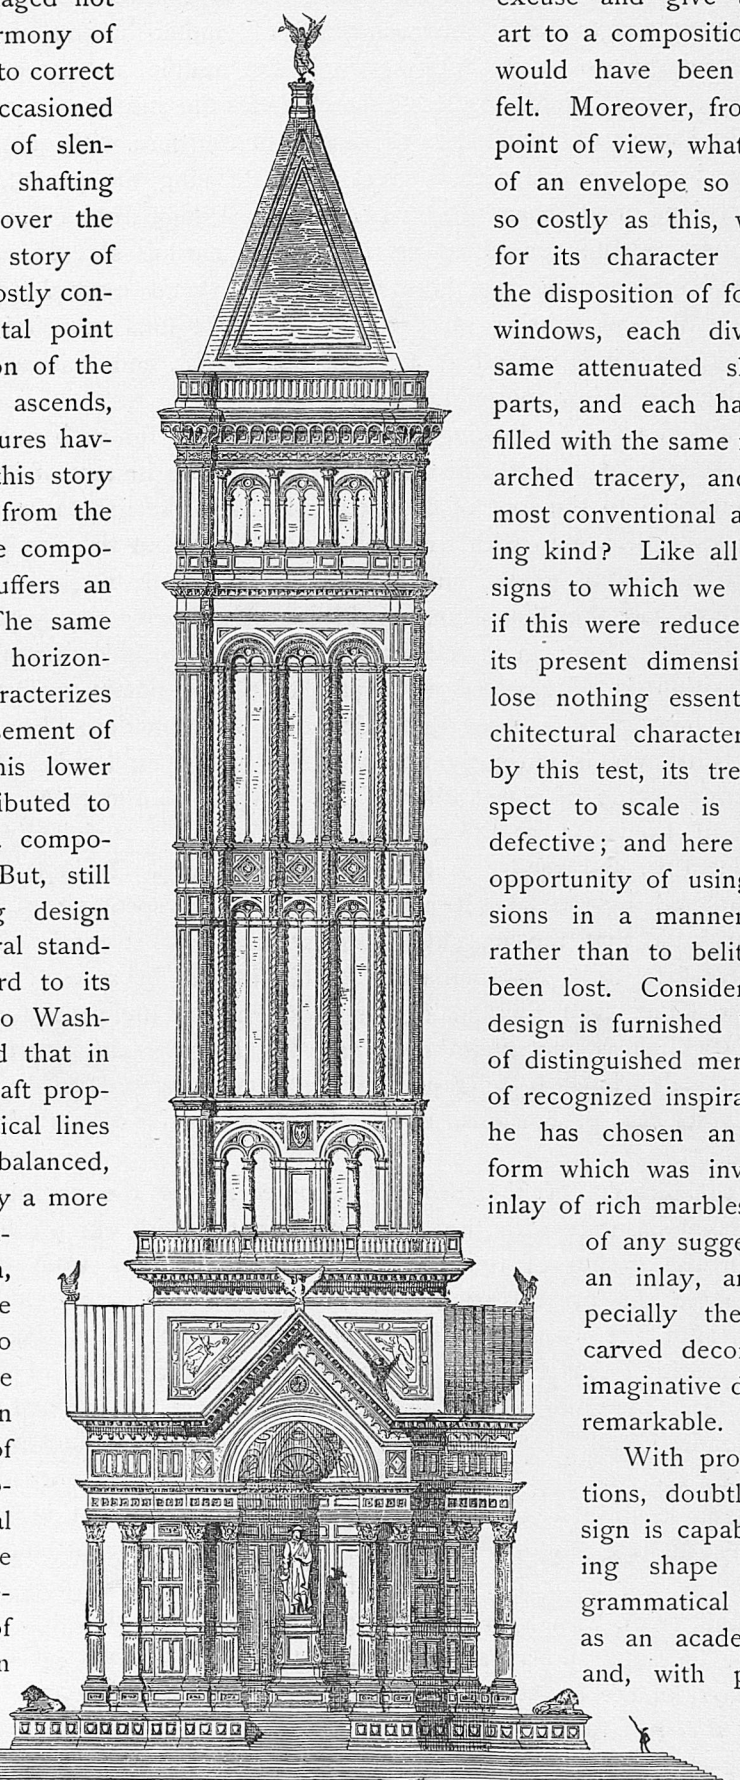 aged not
rmony of
to correct
ccasioned
of slen-
shafting
over the
story of
ostly con-
tal point
on of the
ascends,
ures hav-
his story
from the
e compo-
uffers an
The same
horizon-
racterizes
ement of
his lower
ibuted to
compo-
But, still
g design
ral stand-
rd to its
o Wash-
d that in
aft prop-
ical lines
balanced,
y a more
-
,
e
o
e
n
of
-
al
e
-
of
n
excuse and give
art to a compositio
would have been
felt. Moreover, fro
point of view, what
of an envelope so
so costly as this, w
for its character
the disposition of fo
windows, each div
same attenuated sh
parts, and each ha
filled with the same
arched tracery, and
most conventional a
ing kind? Like all
signs to which we
if this were reduce
its present dimensi
lose nothing essent
chitectural character
by this test, its tre
spect to scale is
defective; and here
opportunity of using
sions in a manner
rather than to belit
been lost. Consider
design is furnished
of distinguished mer
of recognized inspira
he has chosen an
form which was inv
inlay of rich marbles
of any sugge
an inlay, an
pecially the
carved deco
imaginative d
remarkable.
With pro
tions, doubtl
sign is capab
ing shape
grammatical
as an acade
and, with p